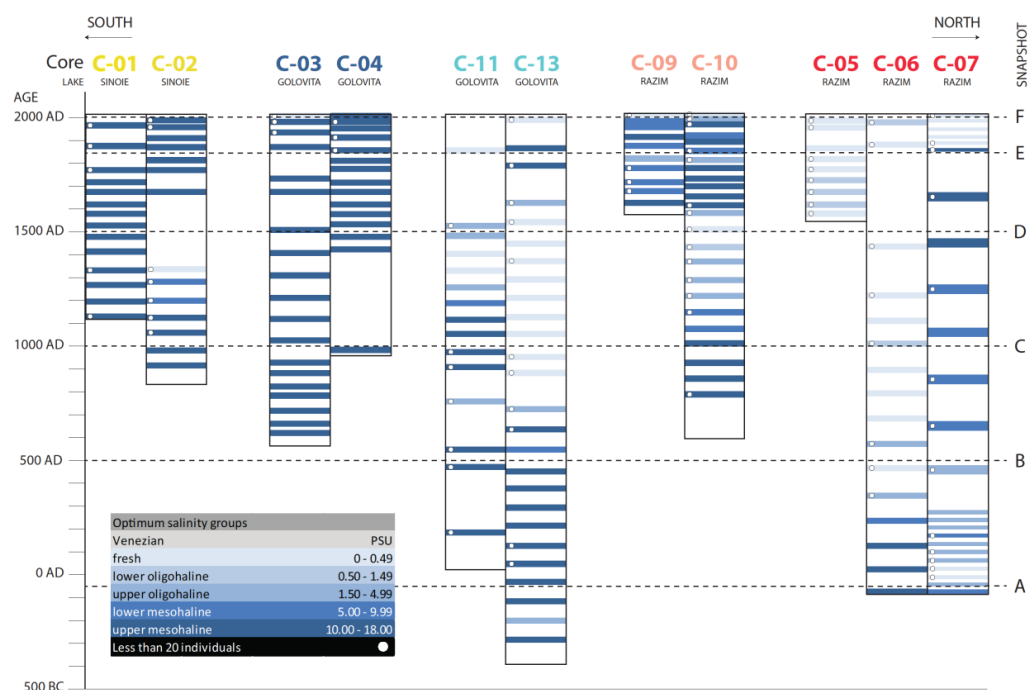 SOUTH
NORTH
SNAPSHOT
Core C-01 C-02 C-03 C-04 C-11 C-13 C-09 C-10 C-05 C-06 C-07
LAKE SINOIE SINOIE GOLOVITA GOLOVITA GOLOVITA GOLOVITA RAZIM RAZIM RAZIM RAZIM RAZIM
AGE
2000 AD F
E
1500 AD D
1000 AD C
500 AD B
0 AD A
500 BC
Optimum salinity groups
Venezian PSU
fresh 0 - 0.49
lower oligohaline 0.50 - 1.49
upper oligohaline 1.50 - 4.99
lower mesohaline 5.00 - 9.99
upper mesohaline 10.00 - 18.00
Less than 20 individuals